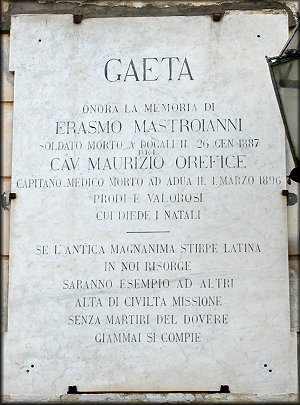 GAETA
ONORA LA MEMORIA DI
ERASMO MASTROIANNI
SOLDATO MORTO A DOGALI IL 26 GEN. 1887
DEL
CAV. MAURIZIO OREFICE
CAPITANO MEDICO MORTO AD ADUA IL 1 MARZO 1896
PRODI E VALOROSI
CUI DIEDE I NATALI
SE L'ANTICA MAGNANIMA STIRPE LATINA
IN NOI RISORGE
SARANNO ESEMPIO AD ALTRI
ALTA DI CIVILTA MISSIONE
SENZA MARTIRI DEL DOVERE
GIAMMAI SI COMPIE